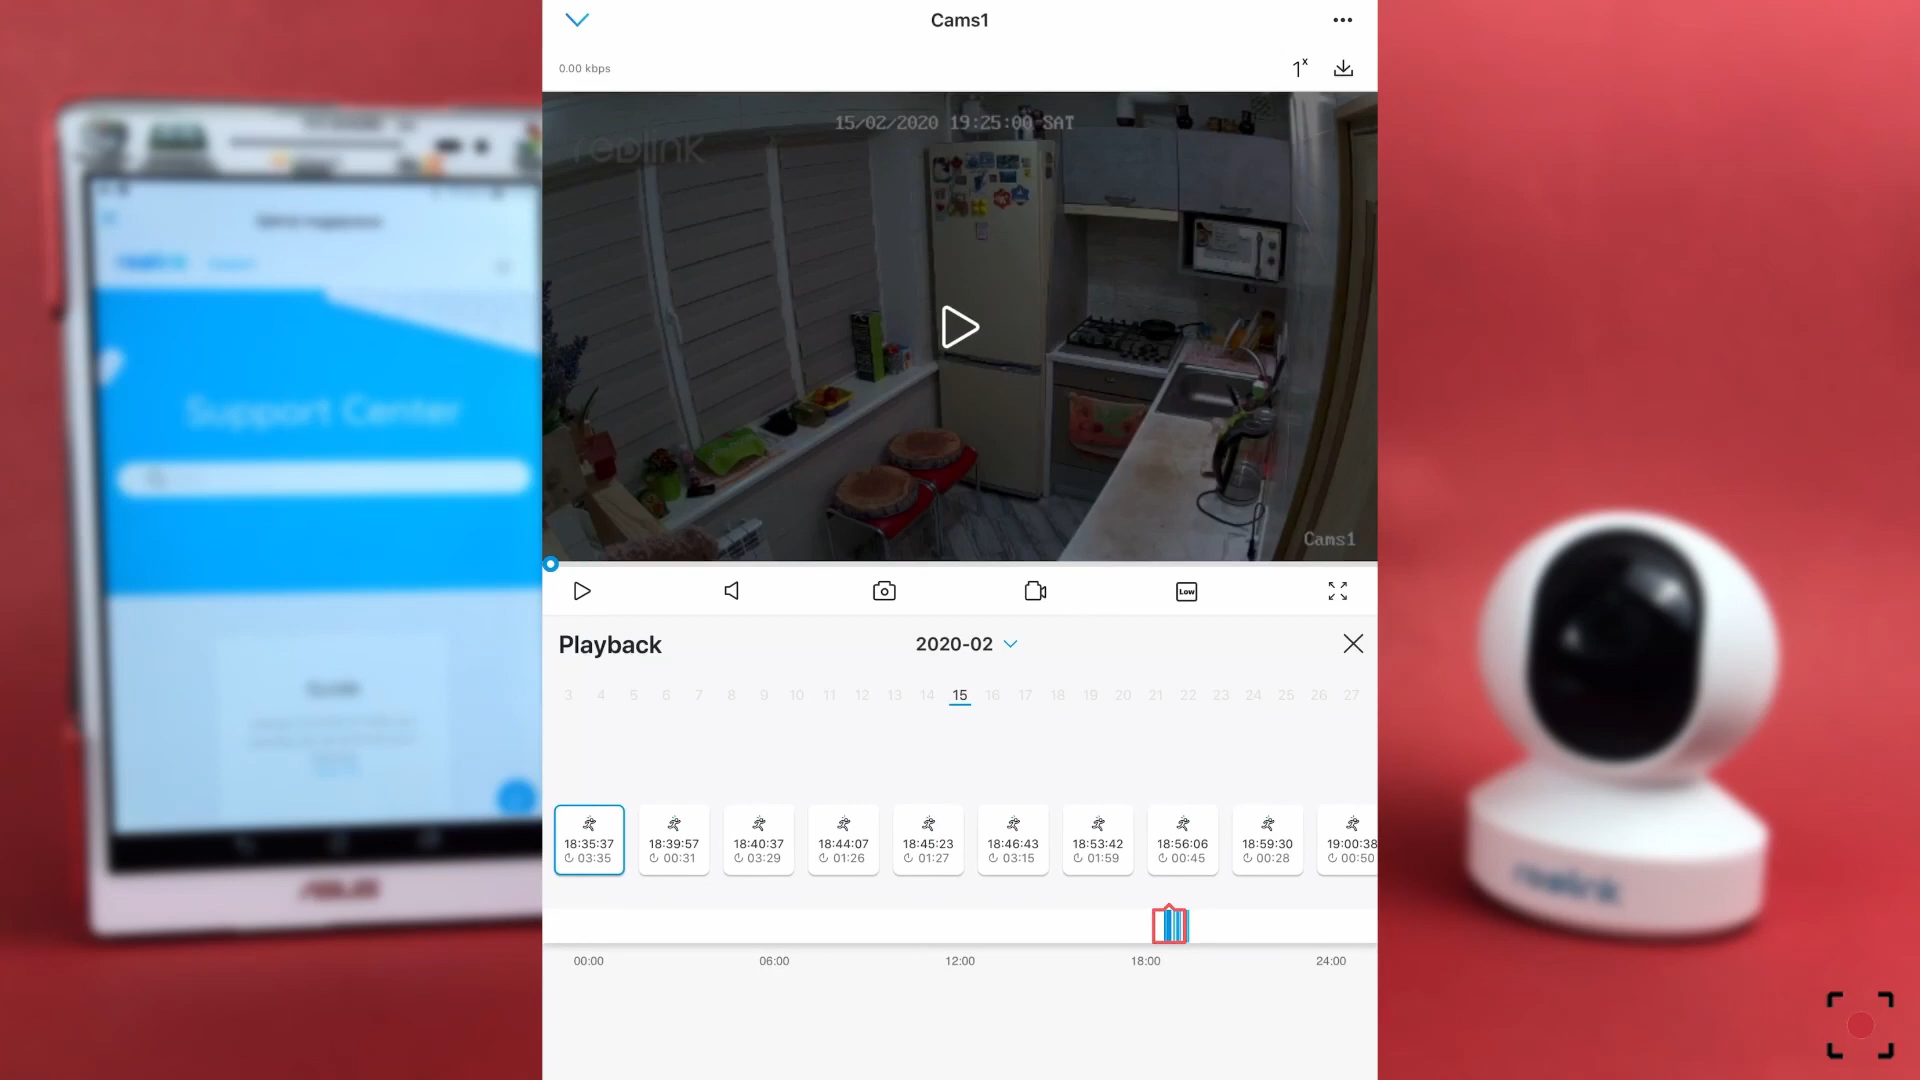 Cams1
0.00 kbps
1x
15/02/2020 19:25:00 SAT
reolink
Cams1
Low
Playback
2020-02
3 4 5 6 7 8 9 10 11 12 13 14 15 16 17 18 19 20 21 22 23 24 25 26 27
18:35:37 18:39:57 18:40:37 18:44:07 18:45:23 18:46:43 18:53:42 18:56:06 18:59:30 19:00:38
03:35 00:31 03:29 01:26 01:27 03:15 01:59 00:45 00:28 00:50
00:00 06:00 12:00 18:00 24:00
Support Center
Guide
ASUS
reolink